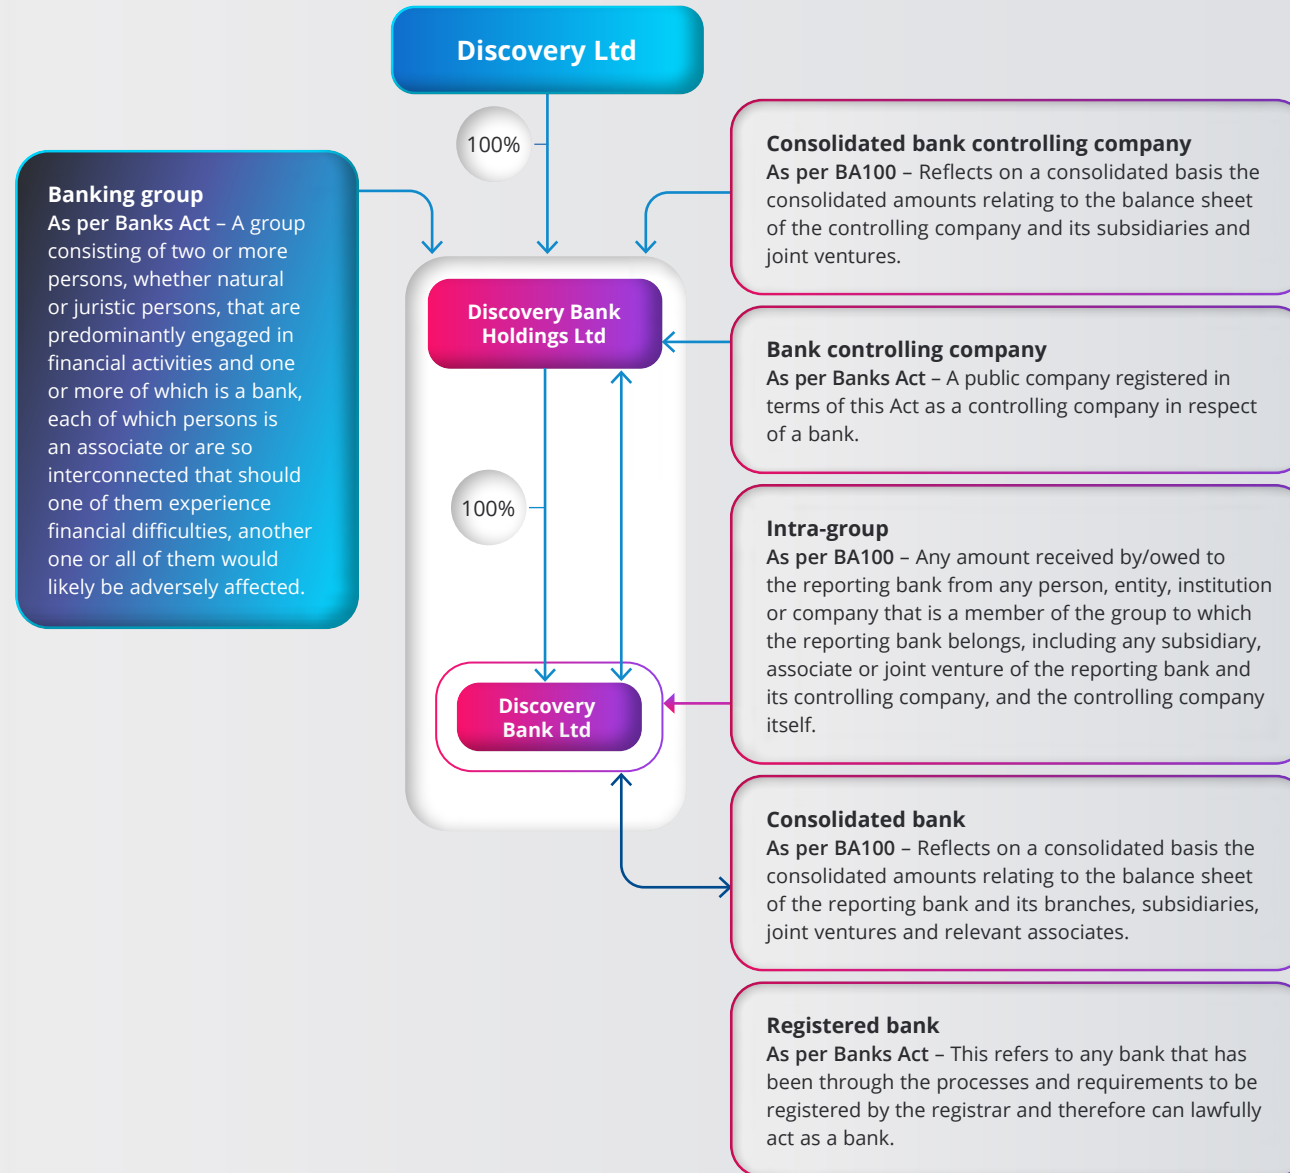 Discovery Ltd
100%
Banking group
As per Banks Act – A group
consisting of two or more
persons, whether natural
or juristic persons, that are
predominantly engaged in
financial activities and one
or more of which is a bank,
each of which persons is
an associate or are so
interconnected that should
one of them experience
financial difficulties, another
one or all of them would
likely be adversely affected.
Discovery Bank
Holdings Ltd
100%
Discovery
Bank Ltd
Consolidated bank controlling company
As per BA100 – Reflects on a consolidated basis the
consolidated amounts relating to the balance sheet
of the controlling company and its subsidiaries and
joint ventures.
Bank controlling company
As per Banks Act – A public company registered in
terms of this Act as a controlling company in respect
of a bank.
Intra-group
As per BA100 – Any amount received by/owed to
the reporting bank from any person, entity, institution
or company that is a member of the group to which
the reporting bank belongs, including any subsidiary,
associate or joint venture of the reporting bank and
its controlling company, and the controlling company
itself.
Consolidated bank
As per BA100 – Reflects on a consolidated basis the
consolidated amounts relating to the balance sheet
of the reporting bank and its branches, subsidiaries,
joint ventures and relevant associates.
Registered bank
As per Banks Act – This refers to any bank that has
been through the processes and requirements to be
registered by the registrar and therefore can lawfully
act as a bank.